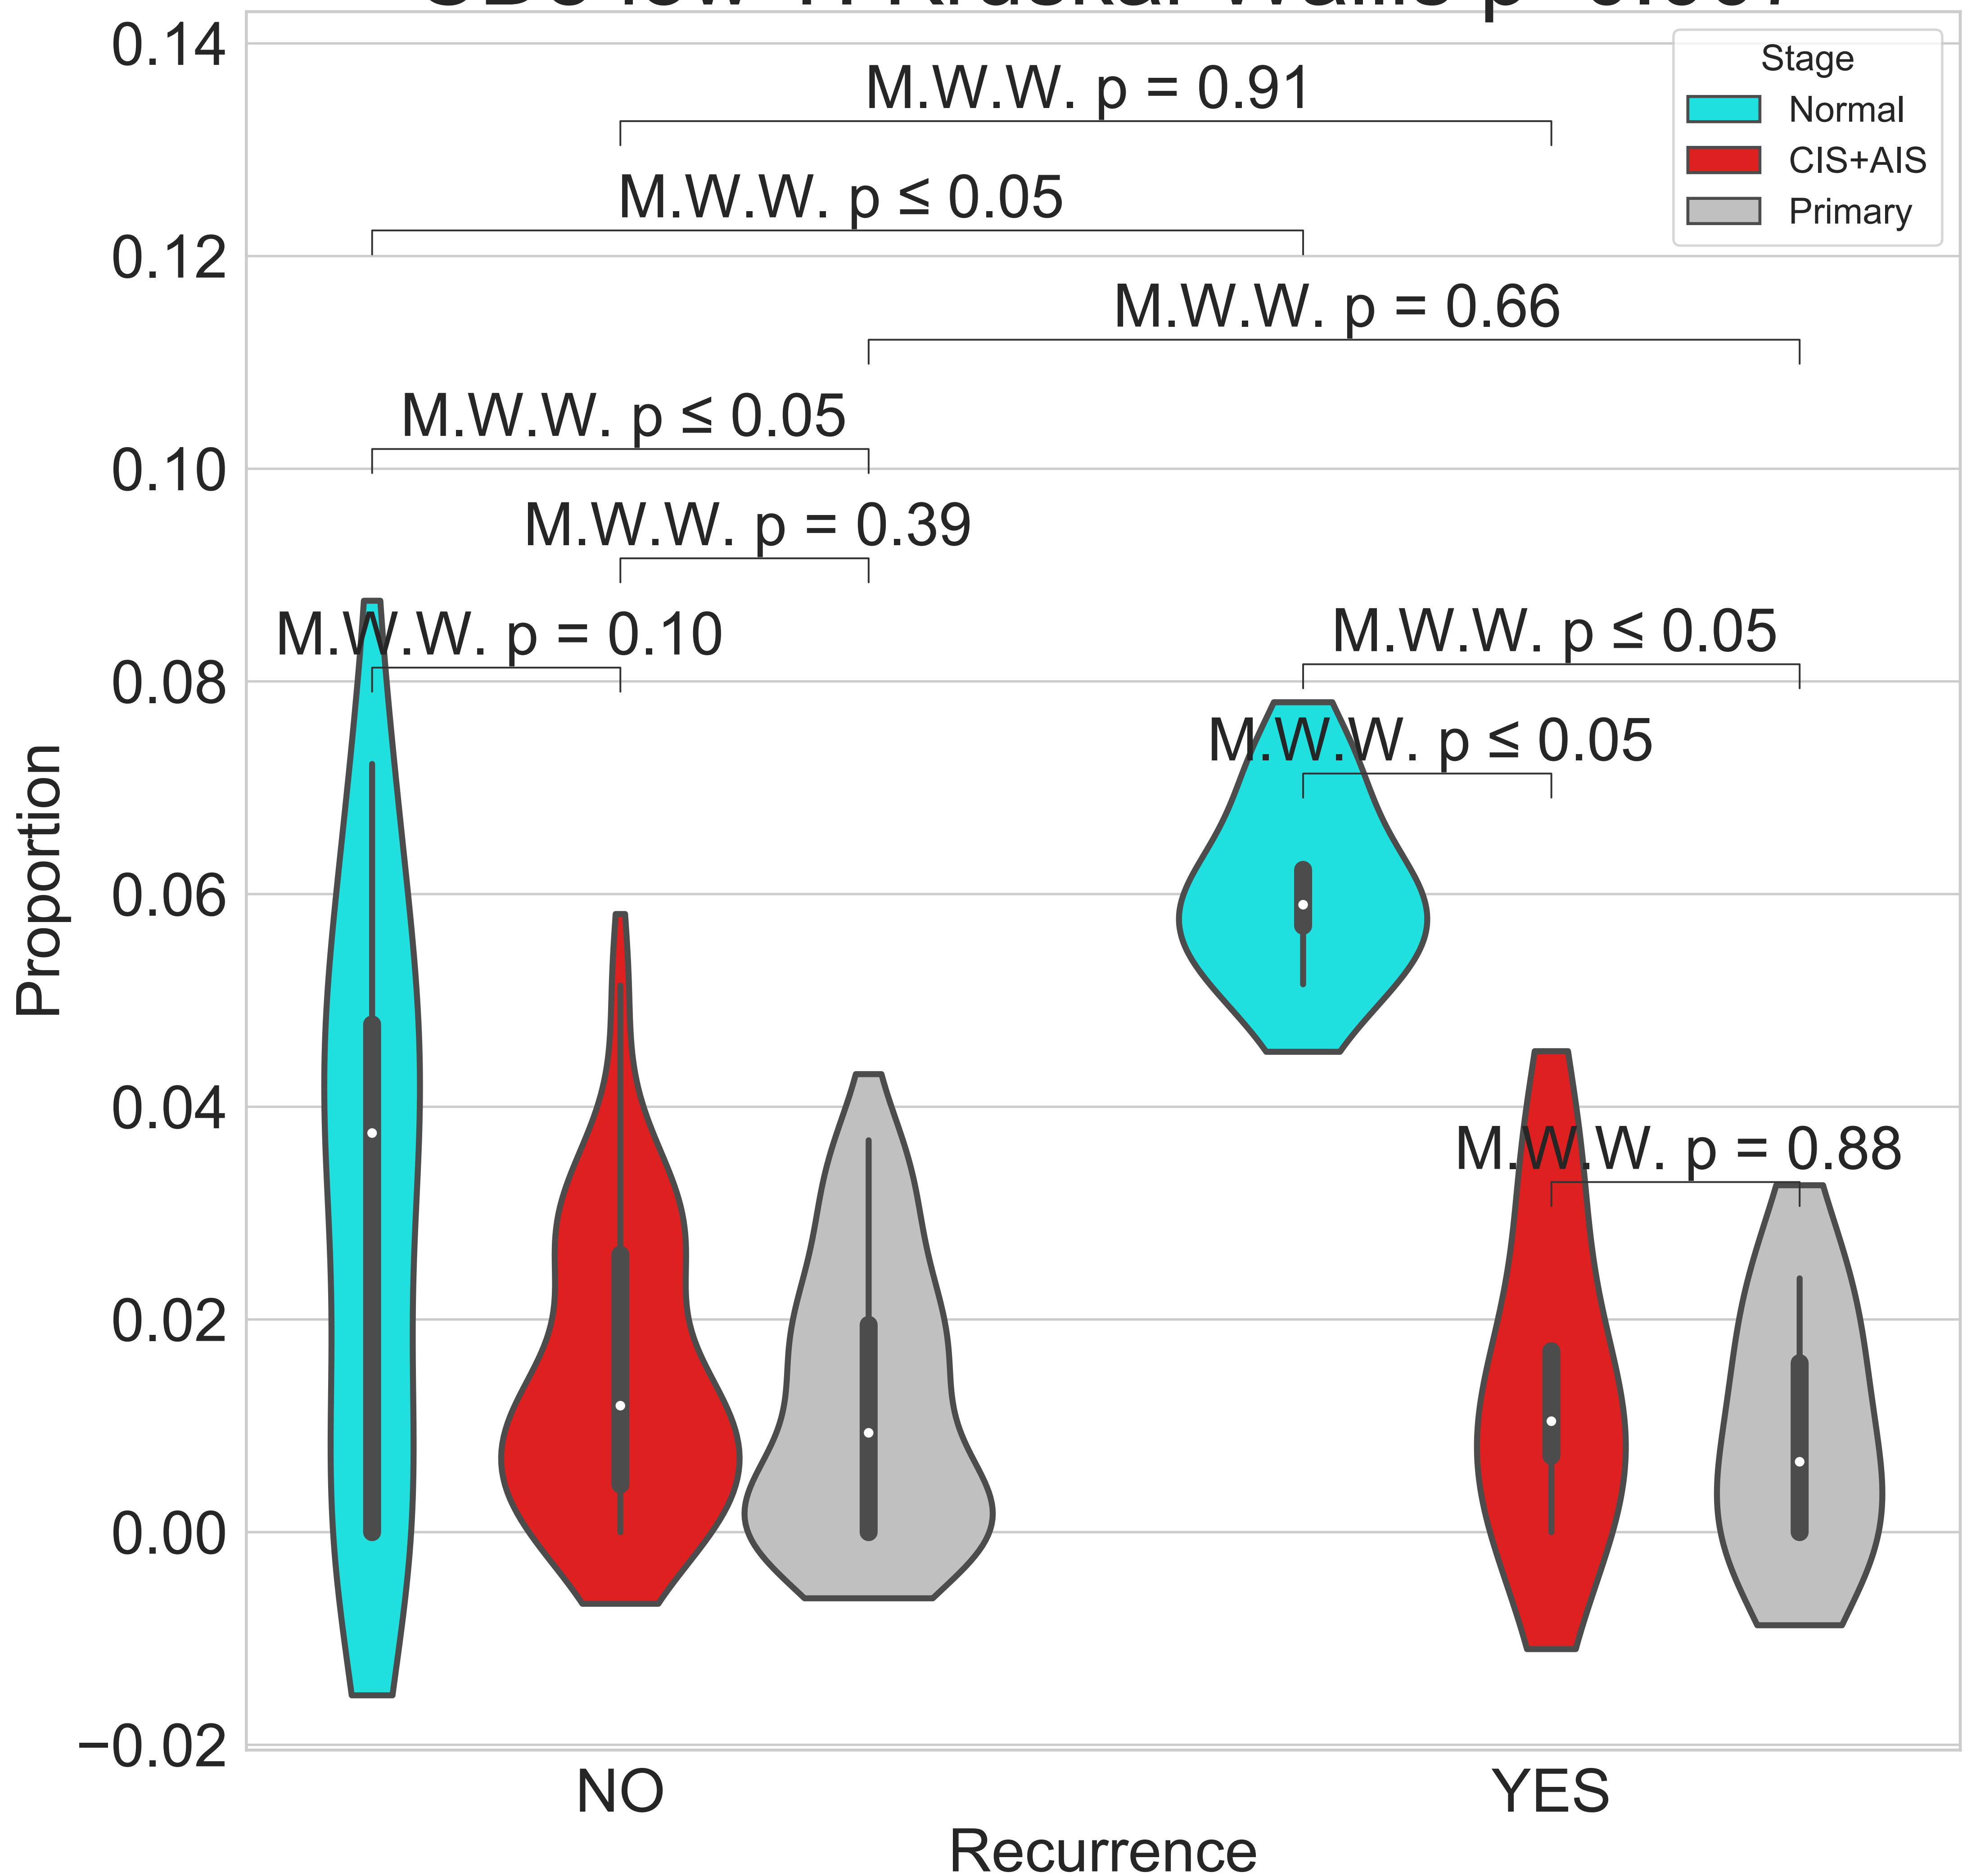 0.14
0.12
0.10
0.08
0.06
0.04
0.02
0.00
−0.02
Proportion
M.W.W. p = 0.91
M.W.W. p ≤ 0.05
M.W.W. p = 0.66
M.W.W. p ≤ 0.05
M.W.W. p = 0.39
M.W.W. p = 0.10
M.W.W. p ≤ 0.05
M.W.W. p ≤ 0.05
M.W.W. p = 0.88
Stage
Normal
CIS+AIS
Primary
NO
YES
Recurrence